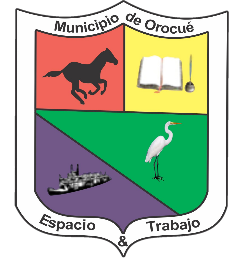 Municipio de Orocué
Espacio & Trabajo